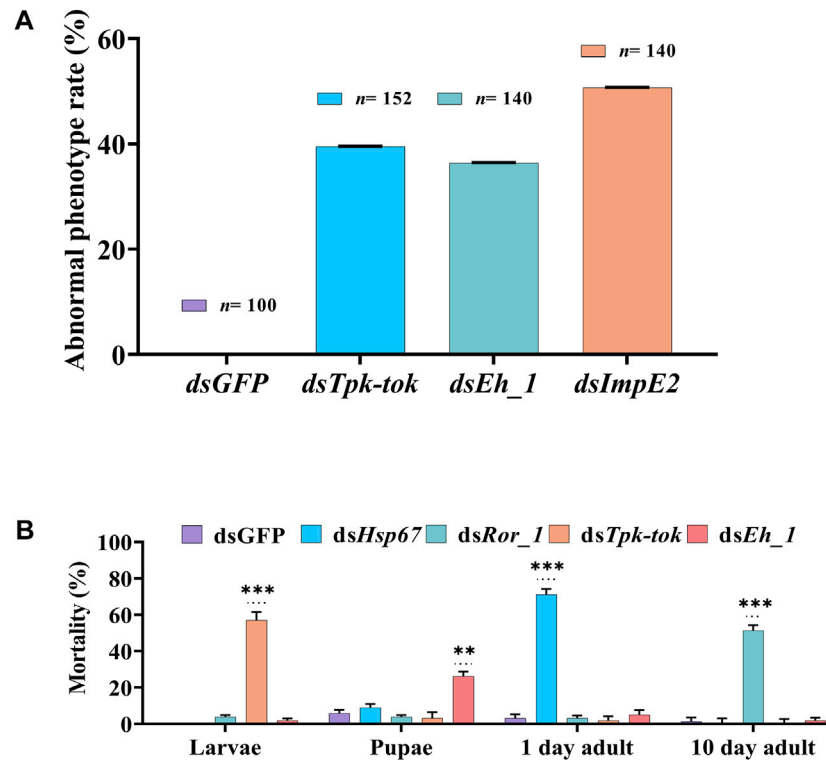 A
Abnormal phenotype rate (%)
60
40
20
0
n= 100
n= 152
n= 140
n= 140
dsGFP
dsTpk-tok
dsEh_1
dsImpE2
B
dsGFP
dsHsp67
dsRor_1
dsTpk-tok
dsEh_1
Mortality (%)
100
80
60
40
20
0
***
**
***
***
Larvae
Pupae
1 day adult
10 day adult